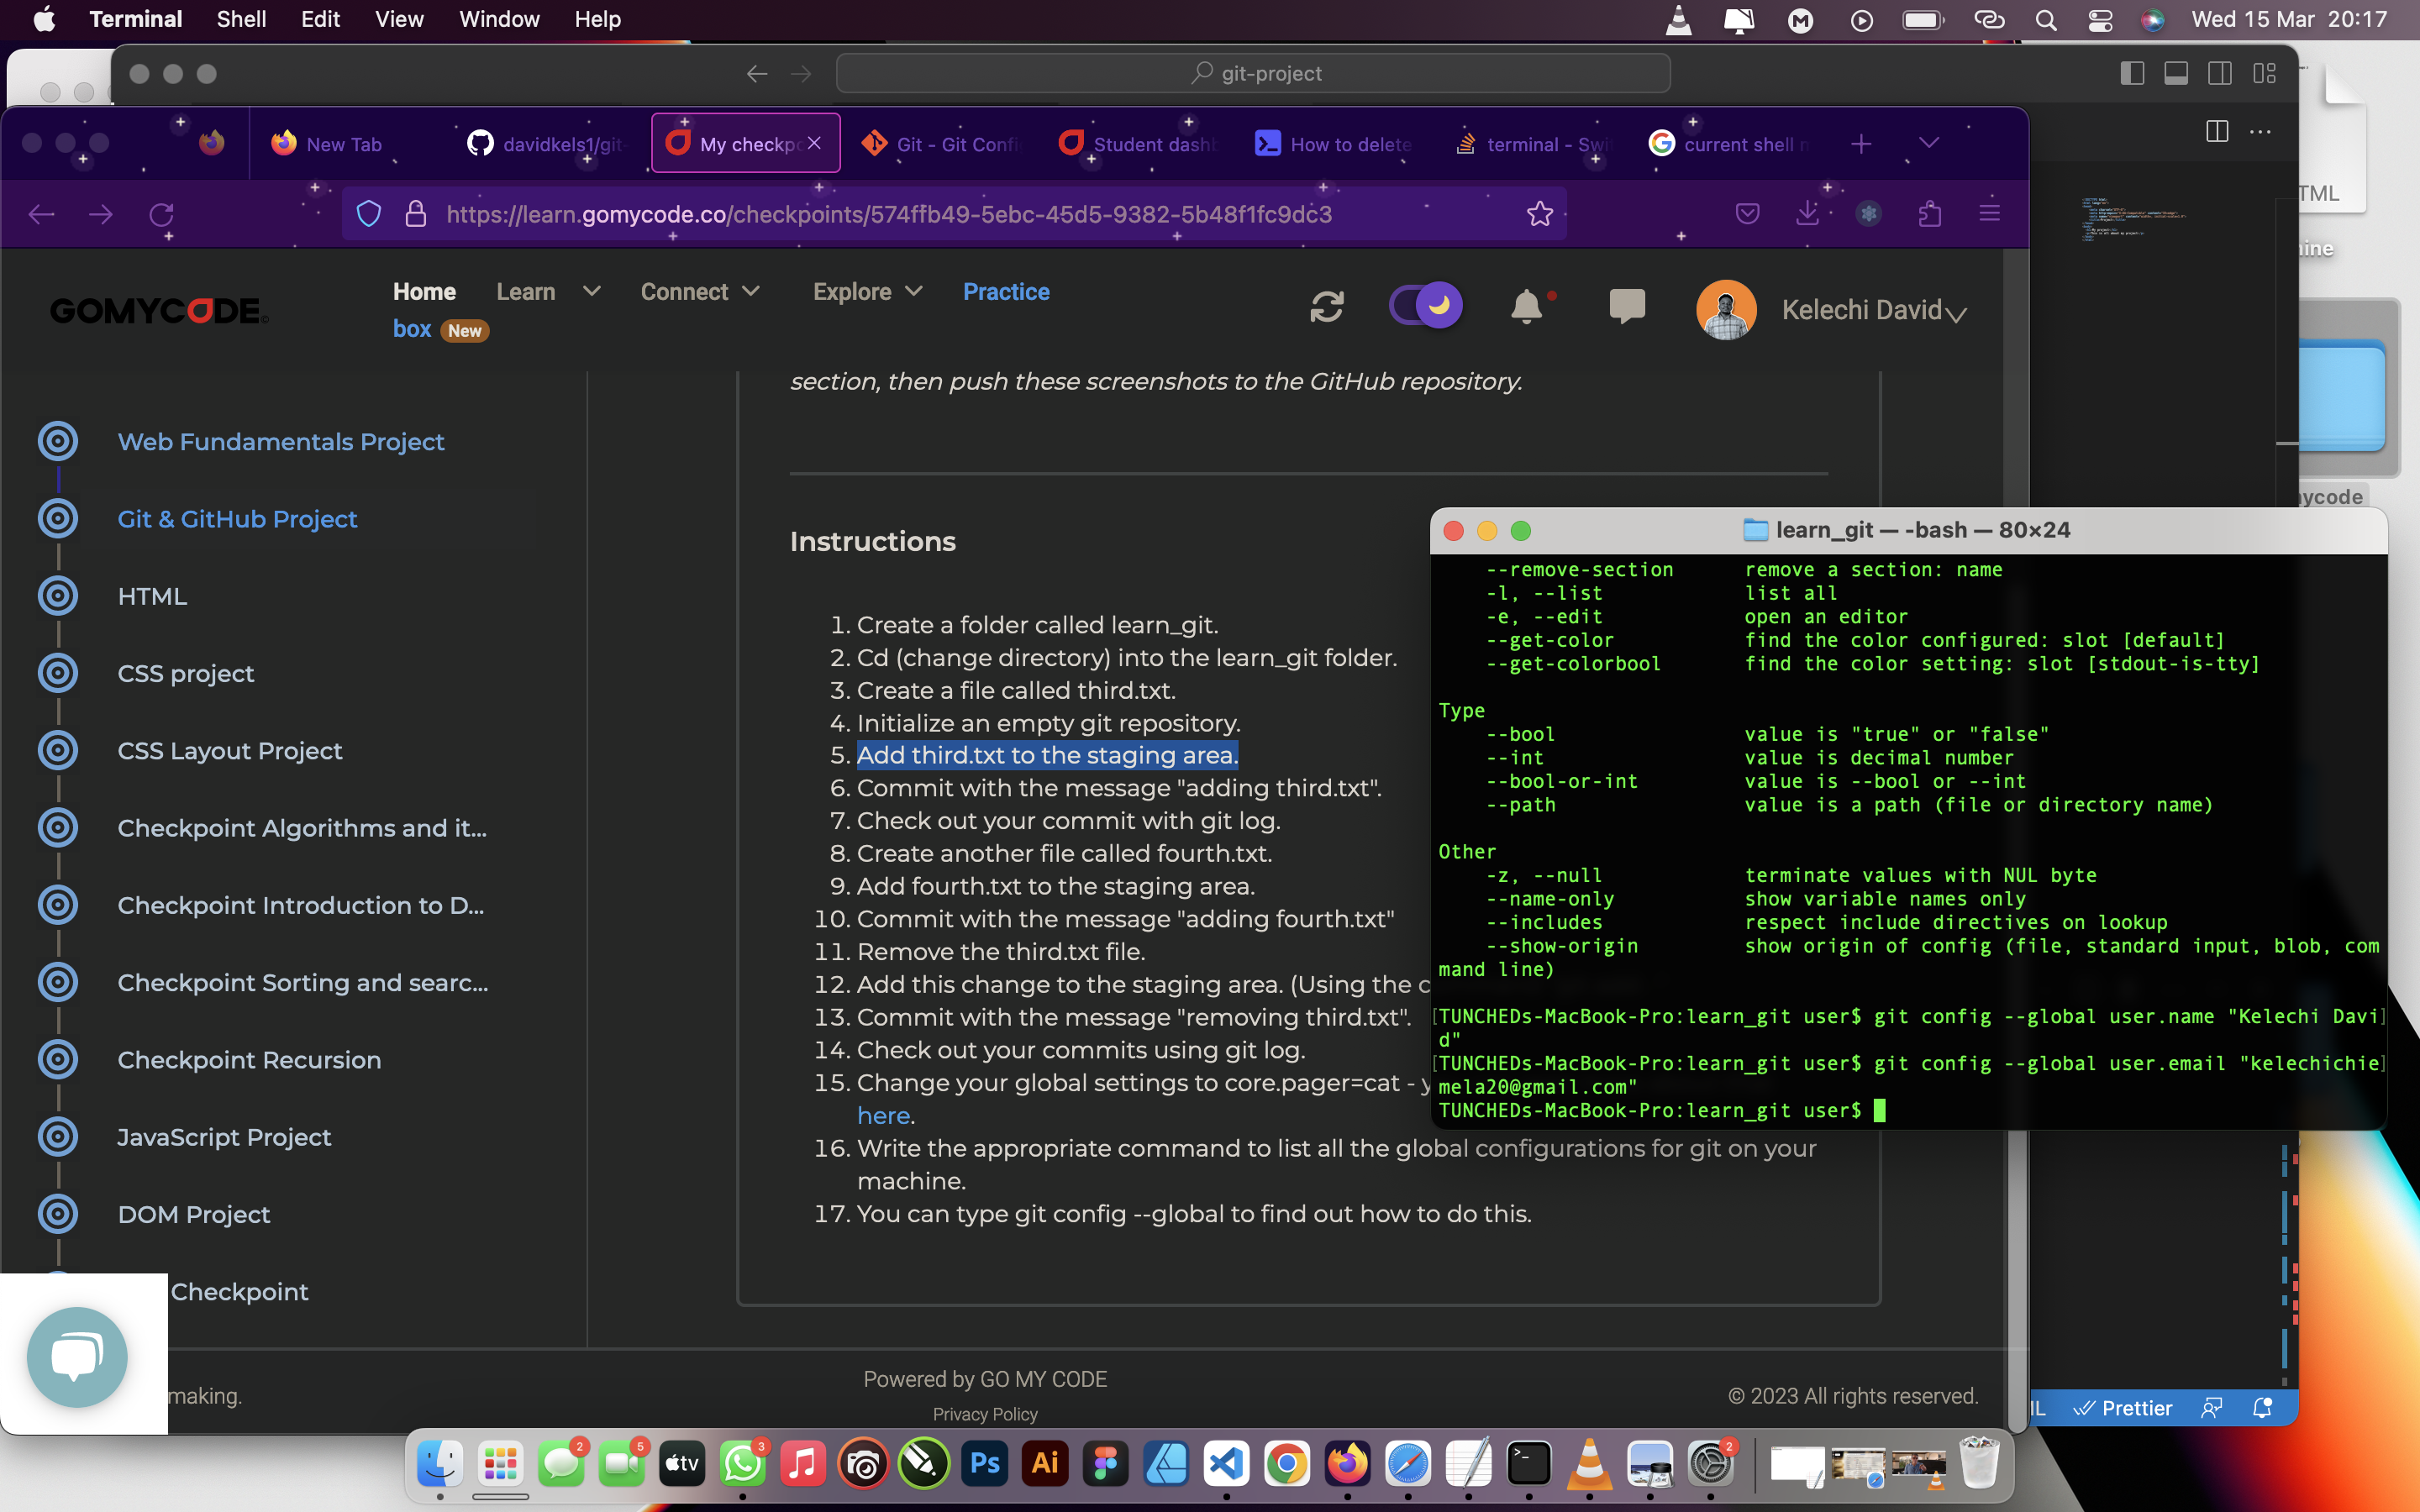 Terminal Shell Edit View Window Help
Wed 15 Mar 20:17
git-project
New Tab
davidkels1/git-
My checkpo
Git - Git Confi
Student dashb
How to delete
terminal - Swi
current shell n
https://learn.gomycode.co/checkpoints/574ffb49-5ebc-45d5-9382-5b48f1fc9dc3
TML
ine
ycode
GOMYCODE
Home Learn Connect Explore Practice
box New
Kelechi David
Web Fundamentals Project
Git & GitHub Project
HTML
CSS project
CSS Layout Project
Checkpoint Algorithms and it...
Checkpoint Introduction to D...
Checkpoint Sorting and searc...
Checkpoint Recursion
JavaScript Project
DOM Project
Checkpoint
section, then push these screenshots to the GitHub repository.
Instructions
1. Create a folder called learn_git.
2. Cd (change directory) into the learn_git folder.
3. Create a file called third.txt.
4. Initialize an empty git repository.
5. Add third.txt to the staging area.
6. Commit with the message "adding third.txt".
7. Check out your commit with git log.
8. Create another file called fourth.txt.
9. Add fourth.txt to the staging area.
10. Commit with the message "adding fourth.txt"
11. Remove the third.txt file.
12. Add this change to the staging area. (Using the c
13. Commit with the message "removing third.txt".
14. Check out your commits using git log.
15. Change your global settings to core.pager=cat - y
here.
16. Write the appropriate command to list all the global configurations for git on your
machine.
17. You can type git config --global to find out how to do this.
learn_git — -bash — 80×24
--remove-section remove a section: name
-l, --list list all
-e, --edit open an editor
--get-color find the color configured: slot [default]
--get-colorbool find the color setting: slot [stdout-is-tty]
Type
--bool value is "true" or "false"
--int value is decimal number
--bool-or-int value is --bool or --int
--path value is a path (file or directory name)
Other
-z, --null terminate values with NUL byte
--name-only show variable names only
--includes respect include directives on lookup
--show-origin show origin of config (file, standard input, blob, com
mand line)
[TUNCHEDs-MacBook-Pro:learn_git user$ git config --global user.name "Kelechi Davi]
d"
[TUNCHEDs-MacBook-Pro:learn_git user$ git config --global user.email "kelechichie]
mela20@gmail.com"
TUNCHEDs-MacBook-Pro:learn_git user$
making.
Powered by GO MY CODE
Privacy Policy
© 2023 All rights reserved.
Prettier
2
5
tv
3
Ps
Ai
2